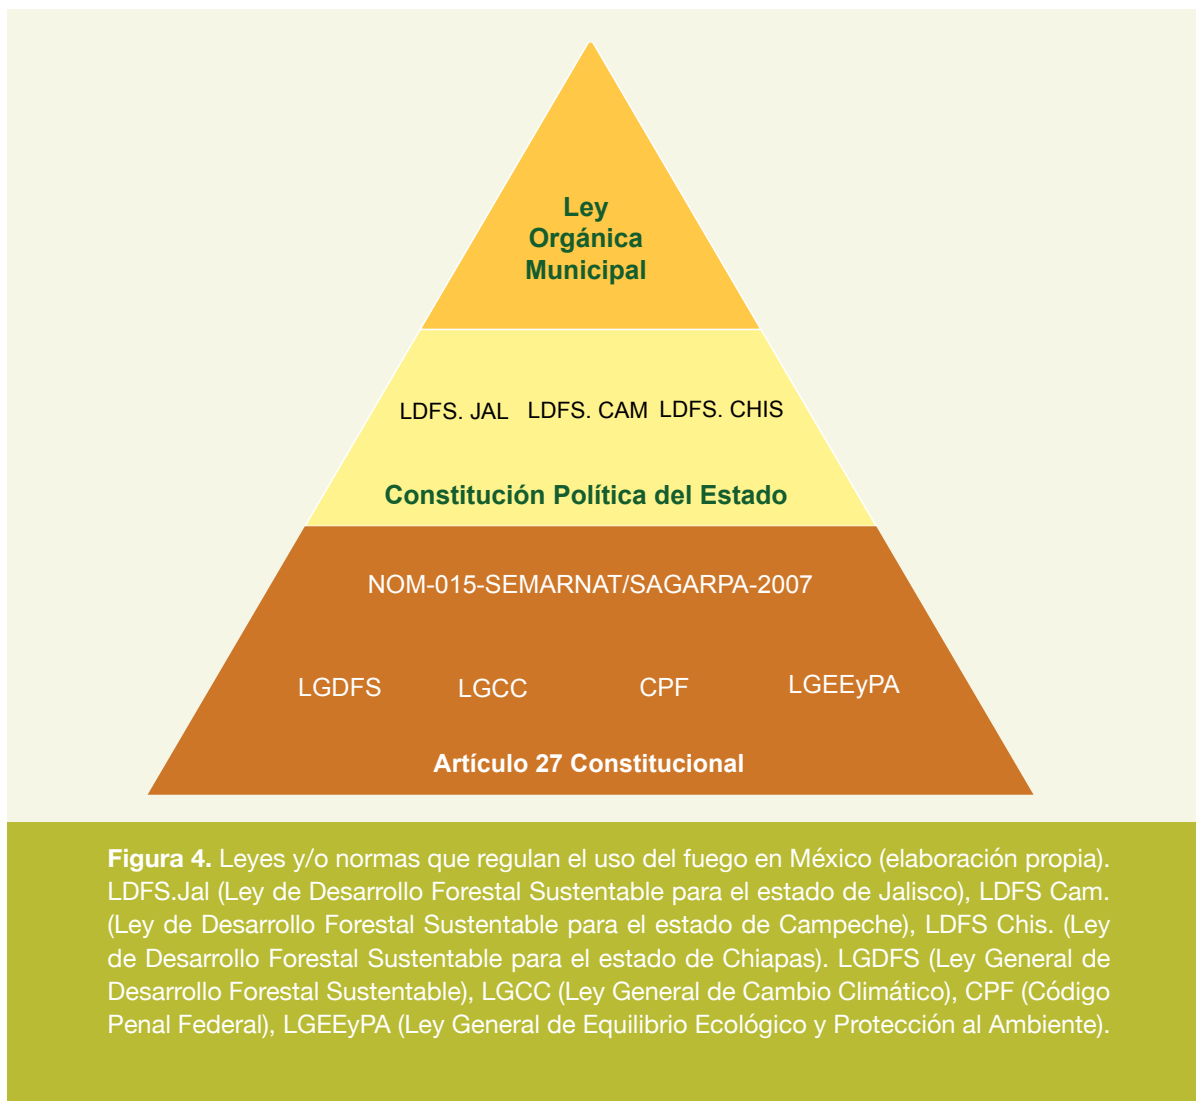 Ley
Orgánica
Municipal
LDFS. JAL LDFS. CAM LDFS. CHIS
Constitución Política del Estado
NOM-015-SEMARNAT/SAGARPA-2007
LGDFS LGCC CPF LGEEyPA
Artículo 27 Constitucional
Figura 4. Leyes y/o normas que regulan el uso del fuego en México (elaboración propia).
LDFS.Jal (Ley de Desarrollo Forestal Sustentable para el estado de Jalisco), LDFS Cam.
(Ley de Desarrollo Forestal Sustentable para el estado de Campeche), LDFS Chis. (Ley
de Desarrollo Forestal Sustentable para el estado de Chiapas). LGDFS (Ley General de
Desarrollo Forestal Sustentable), LGCC (Ley General de Cambio Climático), CPF (Código
Penal Federal), LGEEyPA (Ley General de Equilibrio Ecológico y Protección al Ambiente).